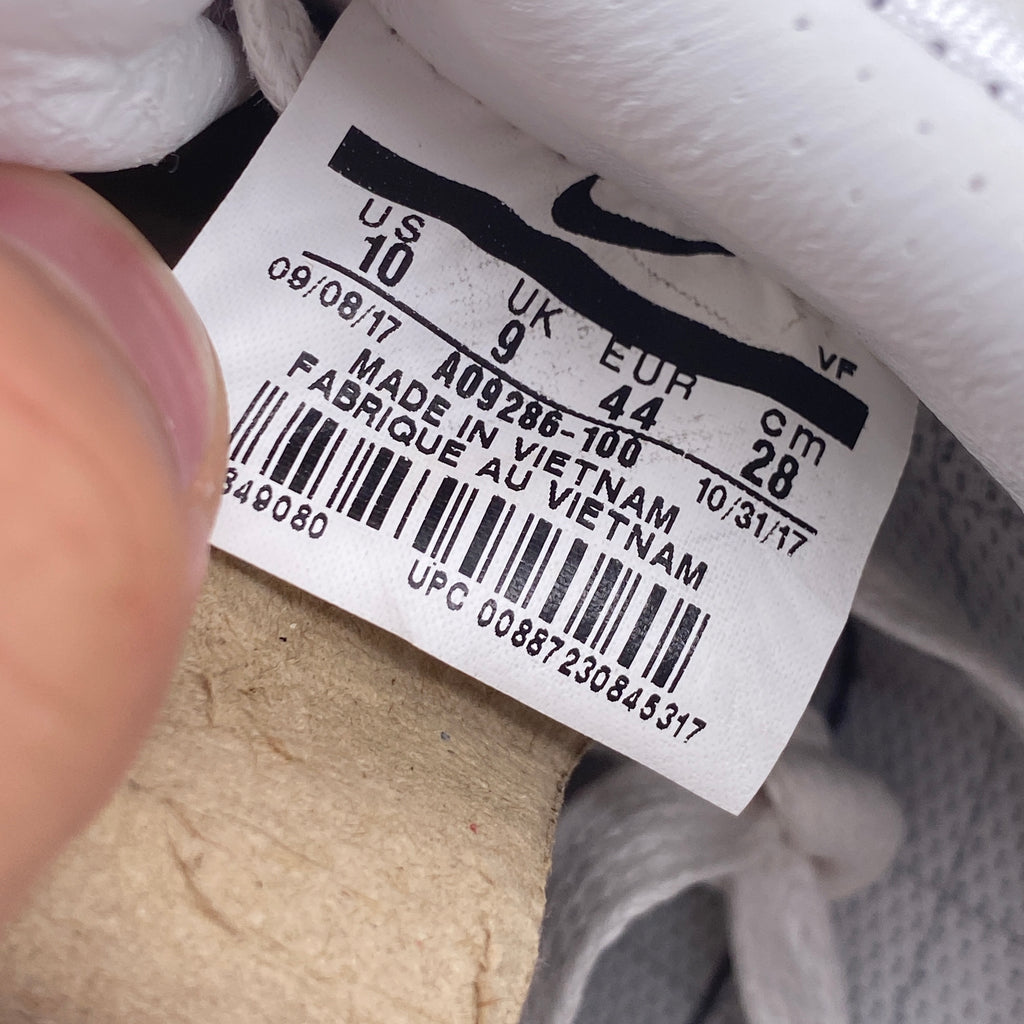 VF
US UK EUR cm
10 9 44 28
09/08/17 A09286-100 10/31/17
MADE IN VIETNAM
FABRIQUE AU VIETNAM
349080
UPC 00887230845317